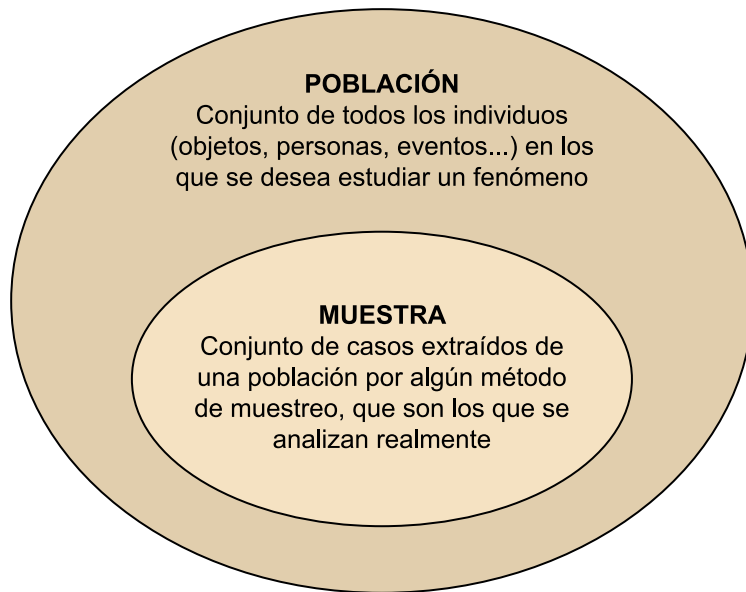 POBLACIÓN
Conjunto de todos los individuos
(objetos, personas, eventos...) en los
que se desea estudiar un fenómeno
MUESTRA
Conjunto de casos extraídos de
una población por algún método
de muestreo, que son los que se
analizan realmente